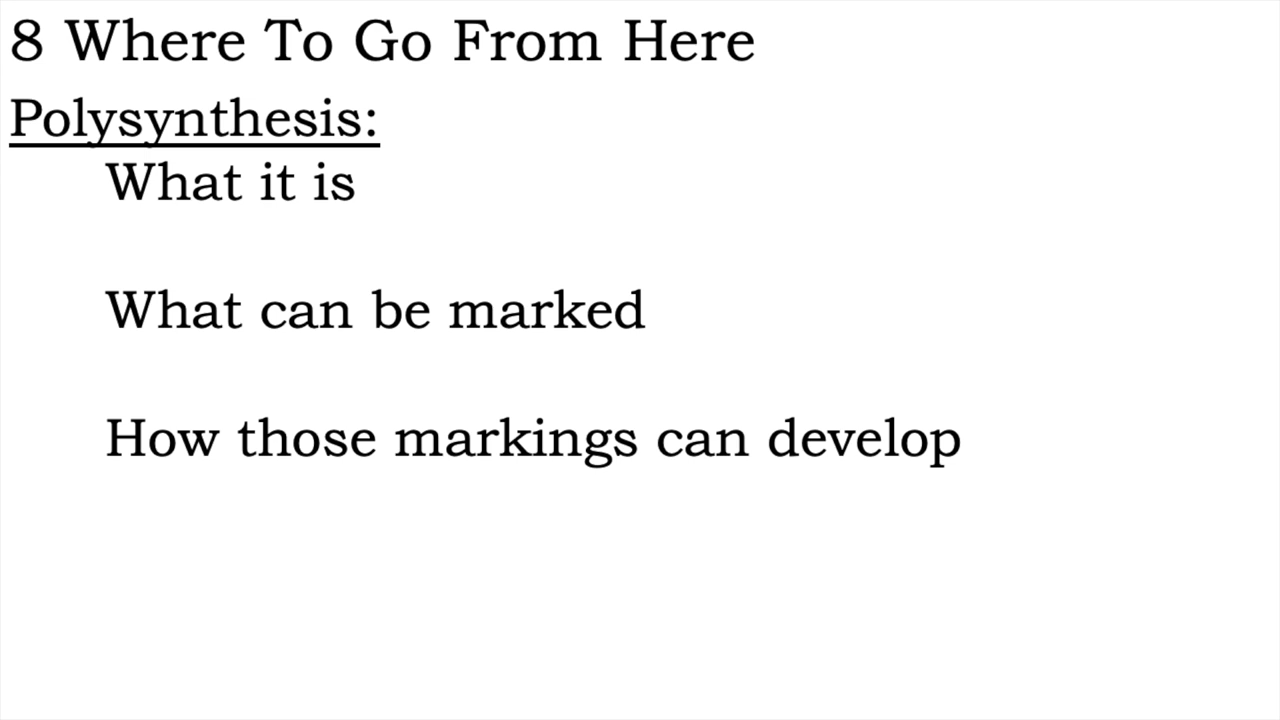 8 Where To Go From Here
Polysynthesis:
What it is
What can be marked
How those markings can develop